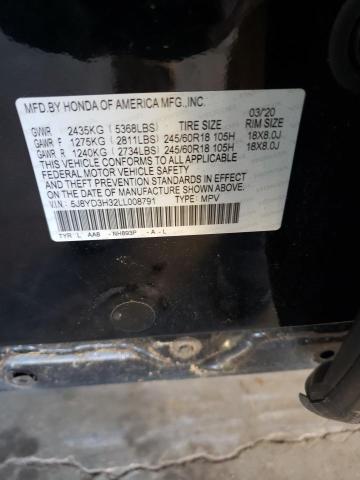 MFD.BY HONDA OF AMERICA MFG.,INC. 03/'20
GVWR 2435KG (5368LBS) TIRE SIZE RIM SIZE
GAWR F 1275KG (2811LBS) 245/60R18 105H 18X8.0J
GAWR R 1240KG (2734LBS) 245/60R18 105H 18X8.0J
THIS VEHICLE CONFORMS TO ALL APPLICABLE
FEDERAL MOTOR VEHICLE SAFETY
AND THEFT PREVENTION STANDARDS IN EFFECT
ON THE DATE OF MANUFACTURE SHOWN ABOVE.
V.I.N.: 5J8YD3H32LL008791 TYPE: MPV
TYR L AAB - NH893P - A - L